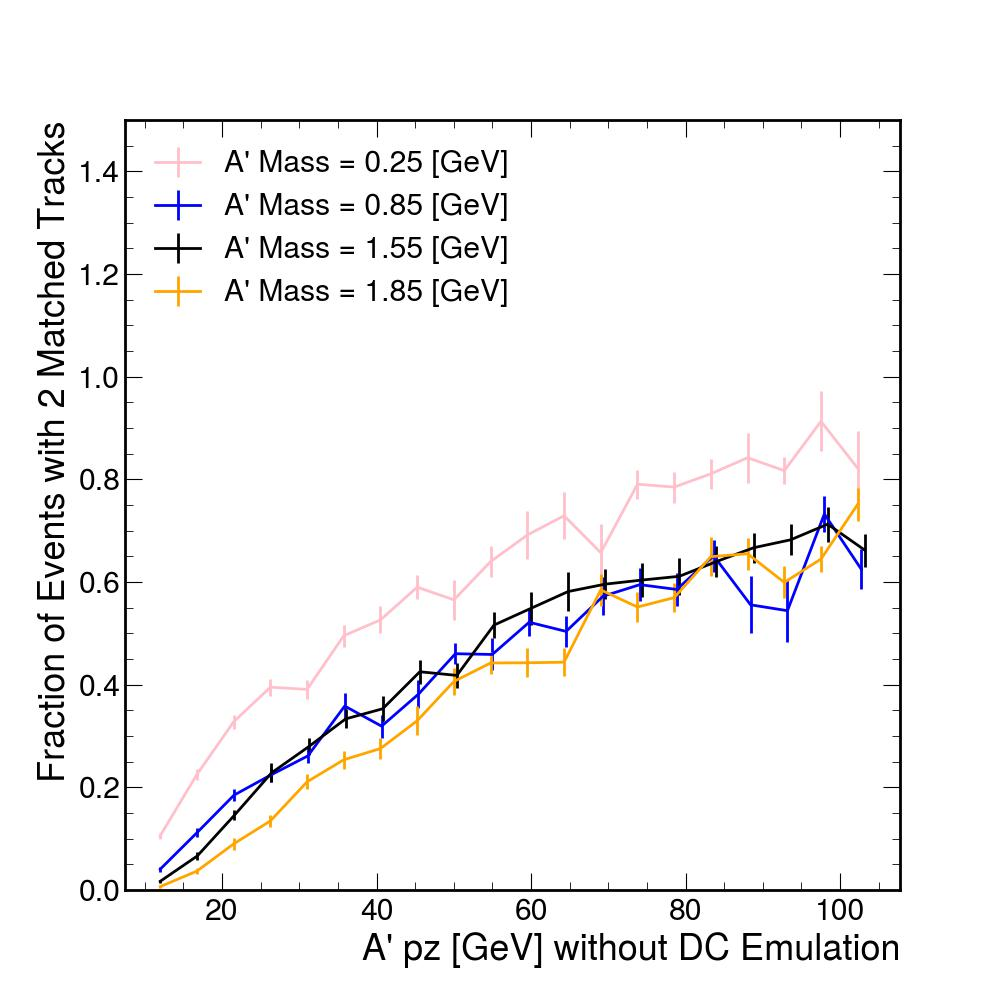 Fraction of Events with 2 Matched Tracks
1.4
1.2
1.0
0.8
0.6
0.4
0.2
0.0
A' Mass = 0.25 [GeV]
A' Mass = 0.85 [GeV]
A' Mass = 1.55 [GeV]
A' Mass = 1.85 [GeV]
20 40 60 80 100
A' pz [GeV] without DC Emulation